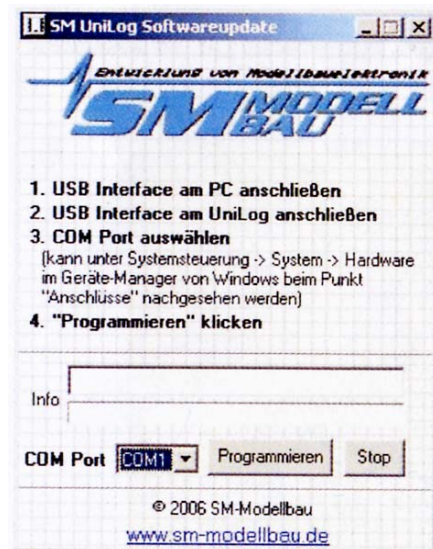 SM UniLog Softwareupdate
Entwicklung von Modellbauelektronik
SM MODELL
BAU
1. USB Interface am PC anschließen
2. USB Interface am UniLog anschließen
3. COM Port auswählen
(kann unter Systemsteuerung -> System -> Hardware
im Geräte-Manager von Windows beim Punkt
"Anschlüsse" nachgesehen werden)
4. "Programmieren" klicken
Info
COM Port COM1 Programmieren Stop
© 2006 SM-Modellbau
www.sm-modellbau.de